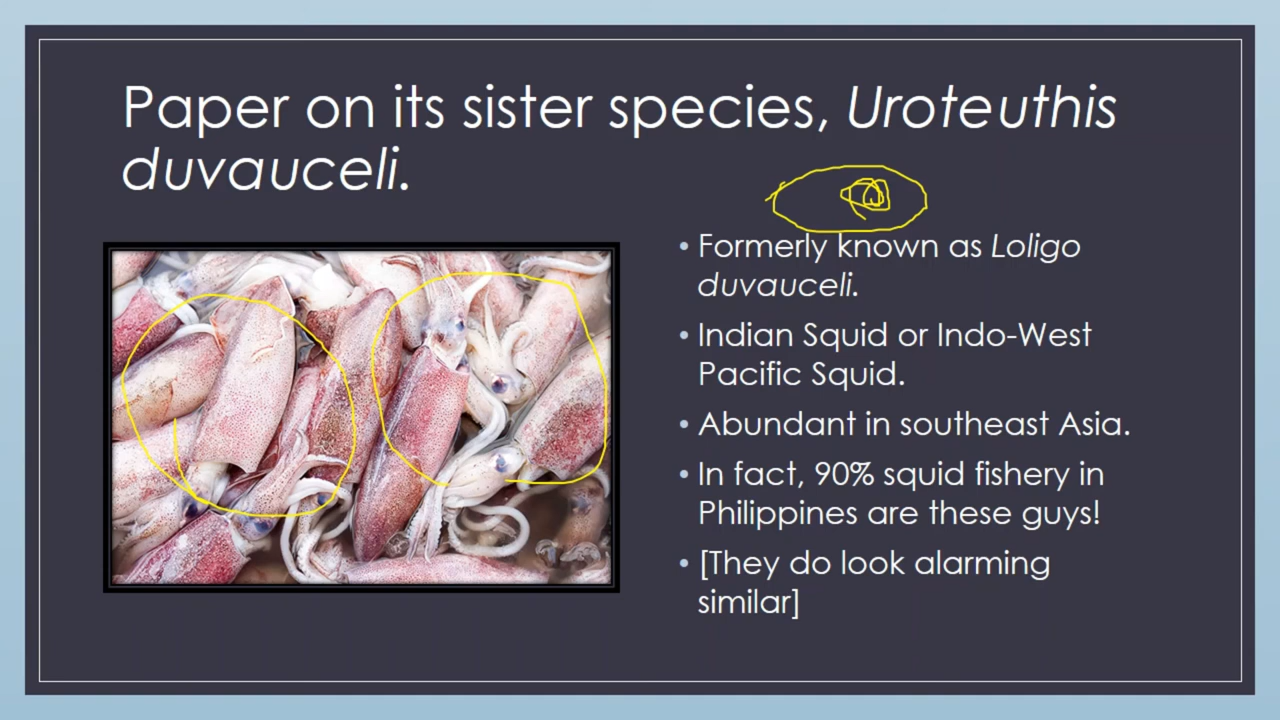 Paper on its sister species, Uroteuthis
duvauceli.
• Formerly known as Loligo
duvauceli.
• Indian Squid or Indo-West
Pacific Squid.
• Abundant in southeast Asia.
• In fact, 90% squid fishery in
Philippines are these guys!
• [They do look alarming
similar]